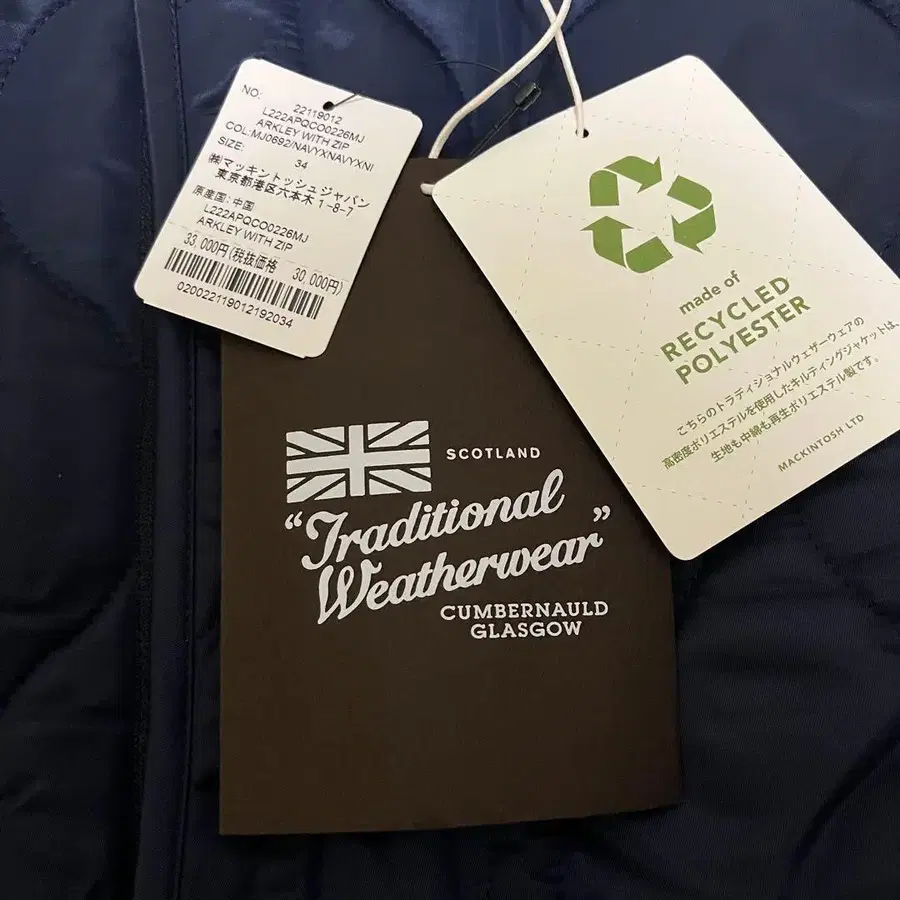 NO: 22119012
L222APQCO0226MJ
ARKLEY WITH ZIP
COL:MJ0692/NAVYXNAVYXNI
SIZE: 34
㈱マッキントッシュジャパン
東京都港区六本木1-8-7
原産国:中国
L222APQCO0226MJ
ARKLEY WITH ZIP
33,000円(税抜価格 30,000円)
020022119012192034
made of
RECYCLED
POLYESTER
こちらのトラディショナルウェザーウェアの
高密度ポリエステルを使用したキルティングジャケットは、
生地も中綿も再生ポリエステル製です。
MACKINTOSH LTD
SCOTLAND
“Traditional
Weatherwear”
CUMBERNAULD
GLASGOW